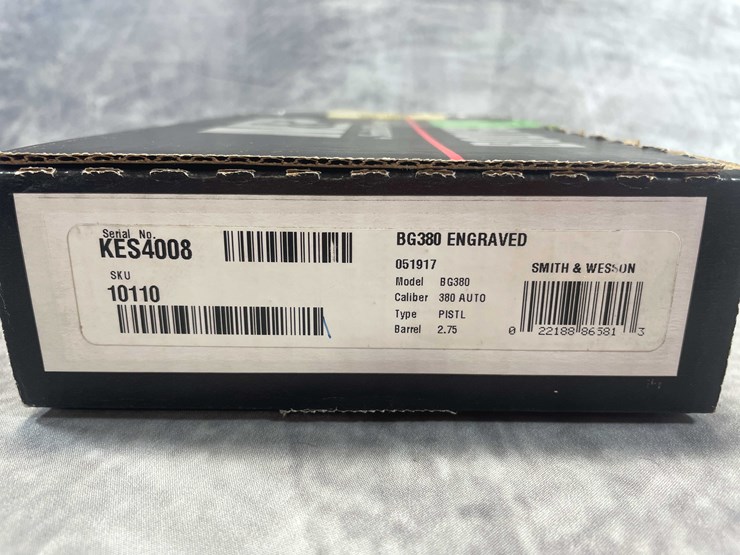 Serial No.
KES4008
SKU
10110
BG380 ENGRAVED
051917
Model BG380
Caliber 380 AUTO
Type PISTL
Barrel 2.75
SMITH & WESSON
0 22188 86581 3